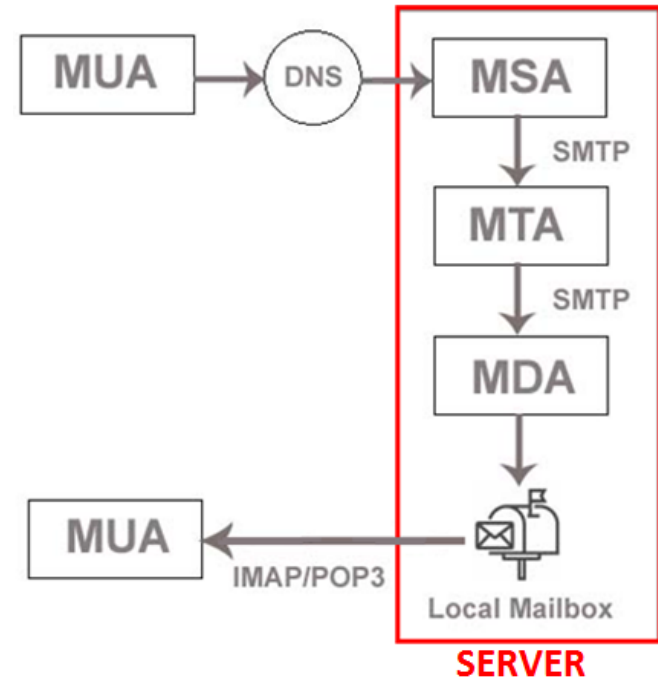 MUA
DNS
MSA
SMTP
MTA
SMTP
MDA
MUA
IMAP/POP3
Local Mailbox
SERVER